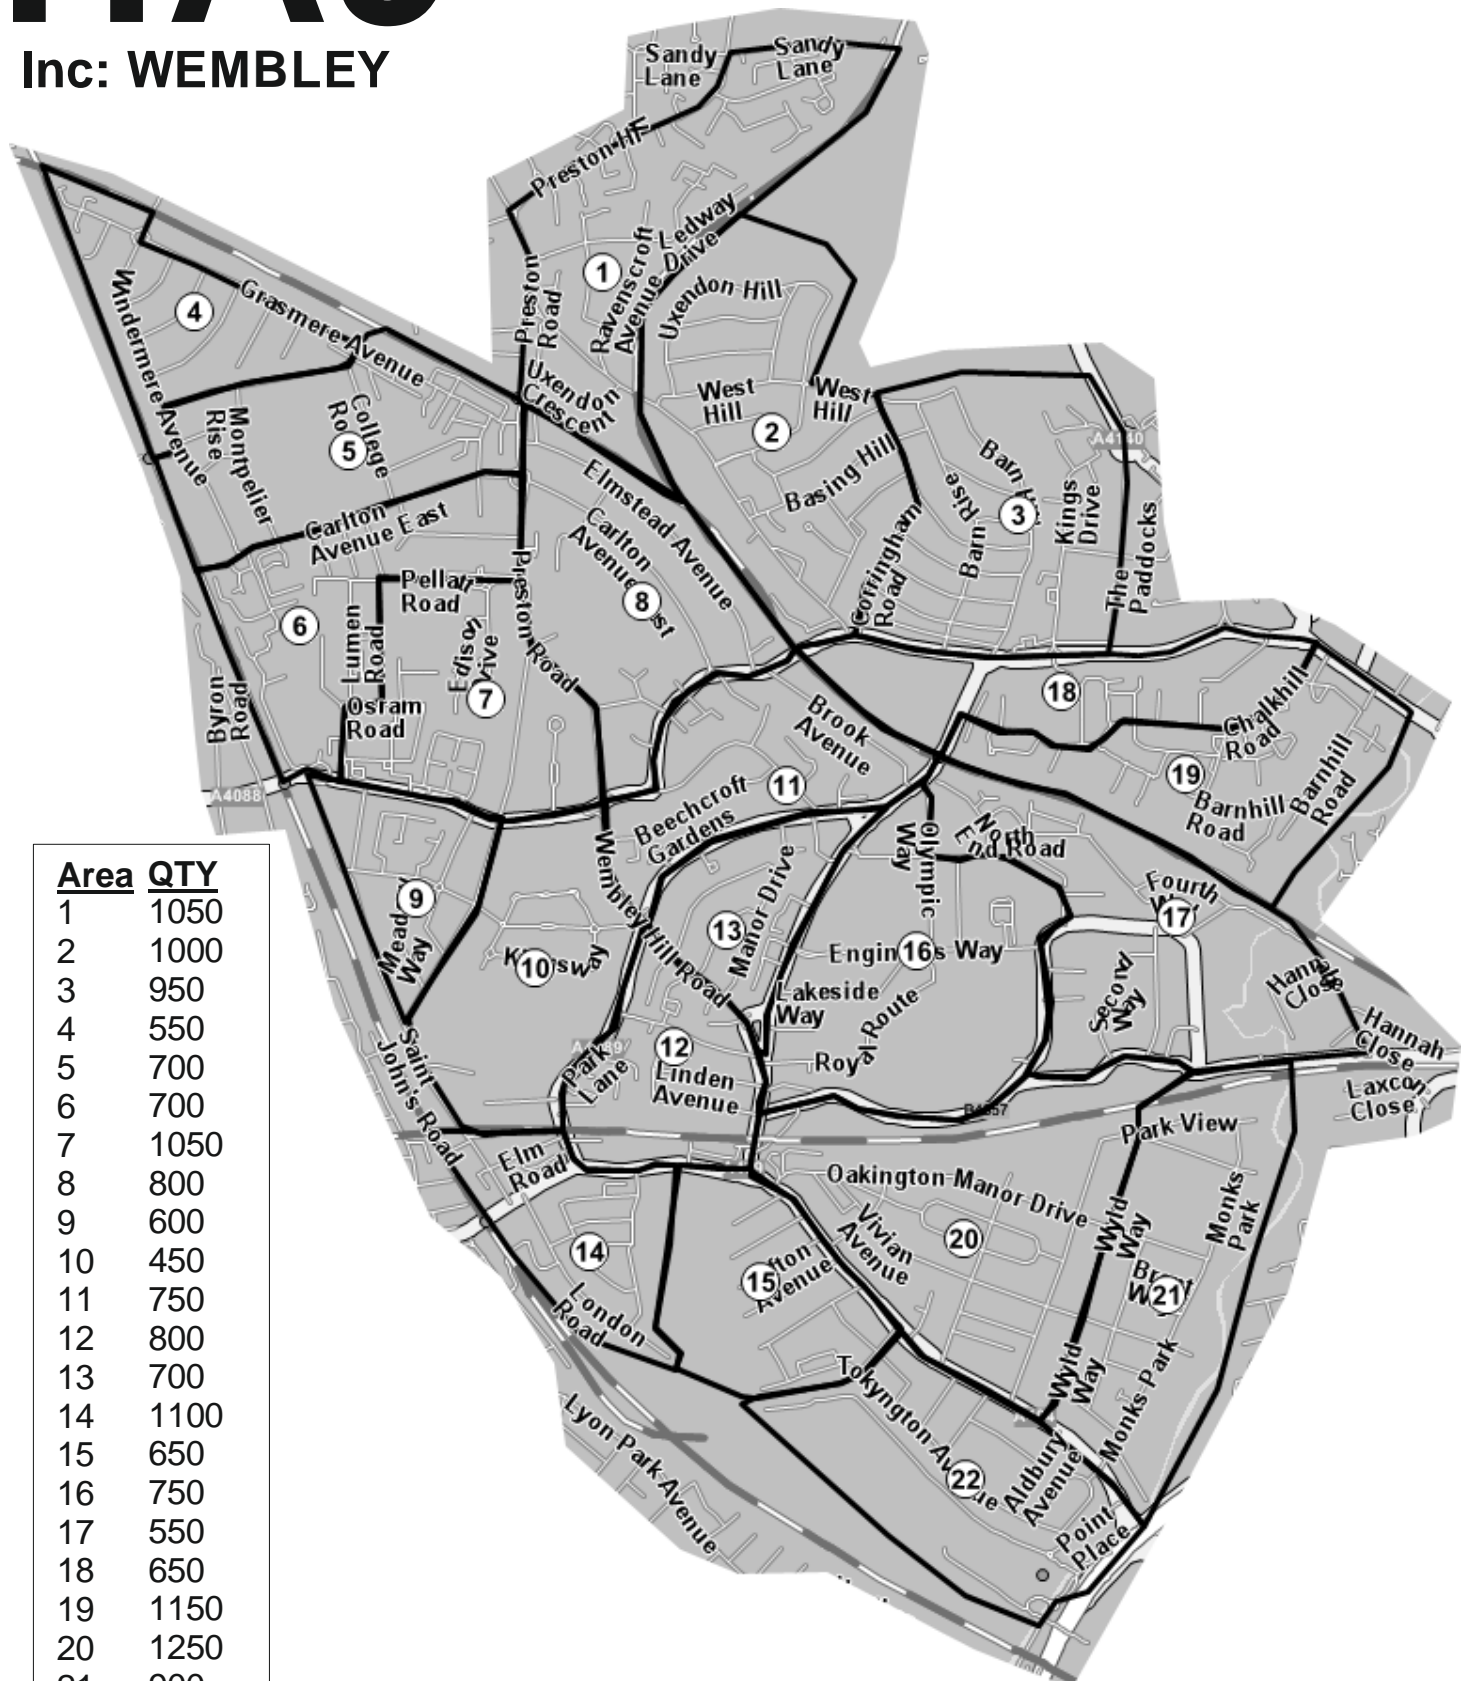 Inc: WEMBLEY
Sandy
Lane
Sandy
Lane
Preston Hill
Ledway
Drive
Ravenscroft
Avenue
Preston
Road
Uxendon Hill
Uxendon
Crescent
1
4
Windermere Avenue
Grasmere Avenue
West
Hill
West
Hill
2
Montpelier
Rise
College
Road
5
Basing Hill
Barn
Rise
Barn
Kings
Drive
3
A4140
The
Paddocks
Carlton
Avenue East
Elmstead Avenue
Carlton
Avenue
8
Corringham
Road
Pellatt
Road
Preston Road
6
Lumen
Road
Edison
Drive
7
Osram
Road
Byron
Road
A4088
18
Chalkhill
Road
Brook
Avenue
11
19
Barnhill
Road
Barnhill
Road
Beechcroft
Gardens
North
End Road
Olympic
Way
Fourth
17
9
Meadow
Way
Wembley Hill Road
13
Manor Drive
10
Engineers Way
16
Second
Way
Hannah
Close
Lakeside
Way
Royal Route
Hannah
Close
Laxcon
Close
Saint
John's Road
A4089
Park
Lane
12
Linden
Avenue
Park View
Elm
Road
Oakington Manor Drive
Vivian
Avenue
20
Wyld
Way
Monks
Park
14
15
Avenue
21
London
Road
Tokyngton Avenue
Wyld
Way
Monks Park
Lyon Park Avenue
22
Aldbury
Avenue
Point
Place
Area QTY
1 1050
2 1000
3 950
4 550
5 700
6 700
7 1050
8 800
9 600
10 450
11 750
12 800
13 700
14 1100
15 650
16 750
17 550
18 650
19 1150
20 1250